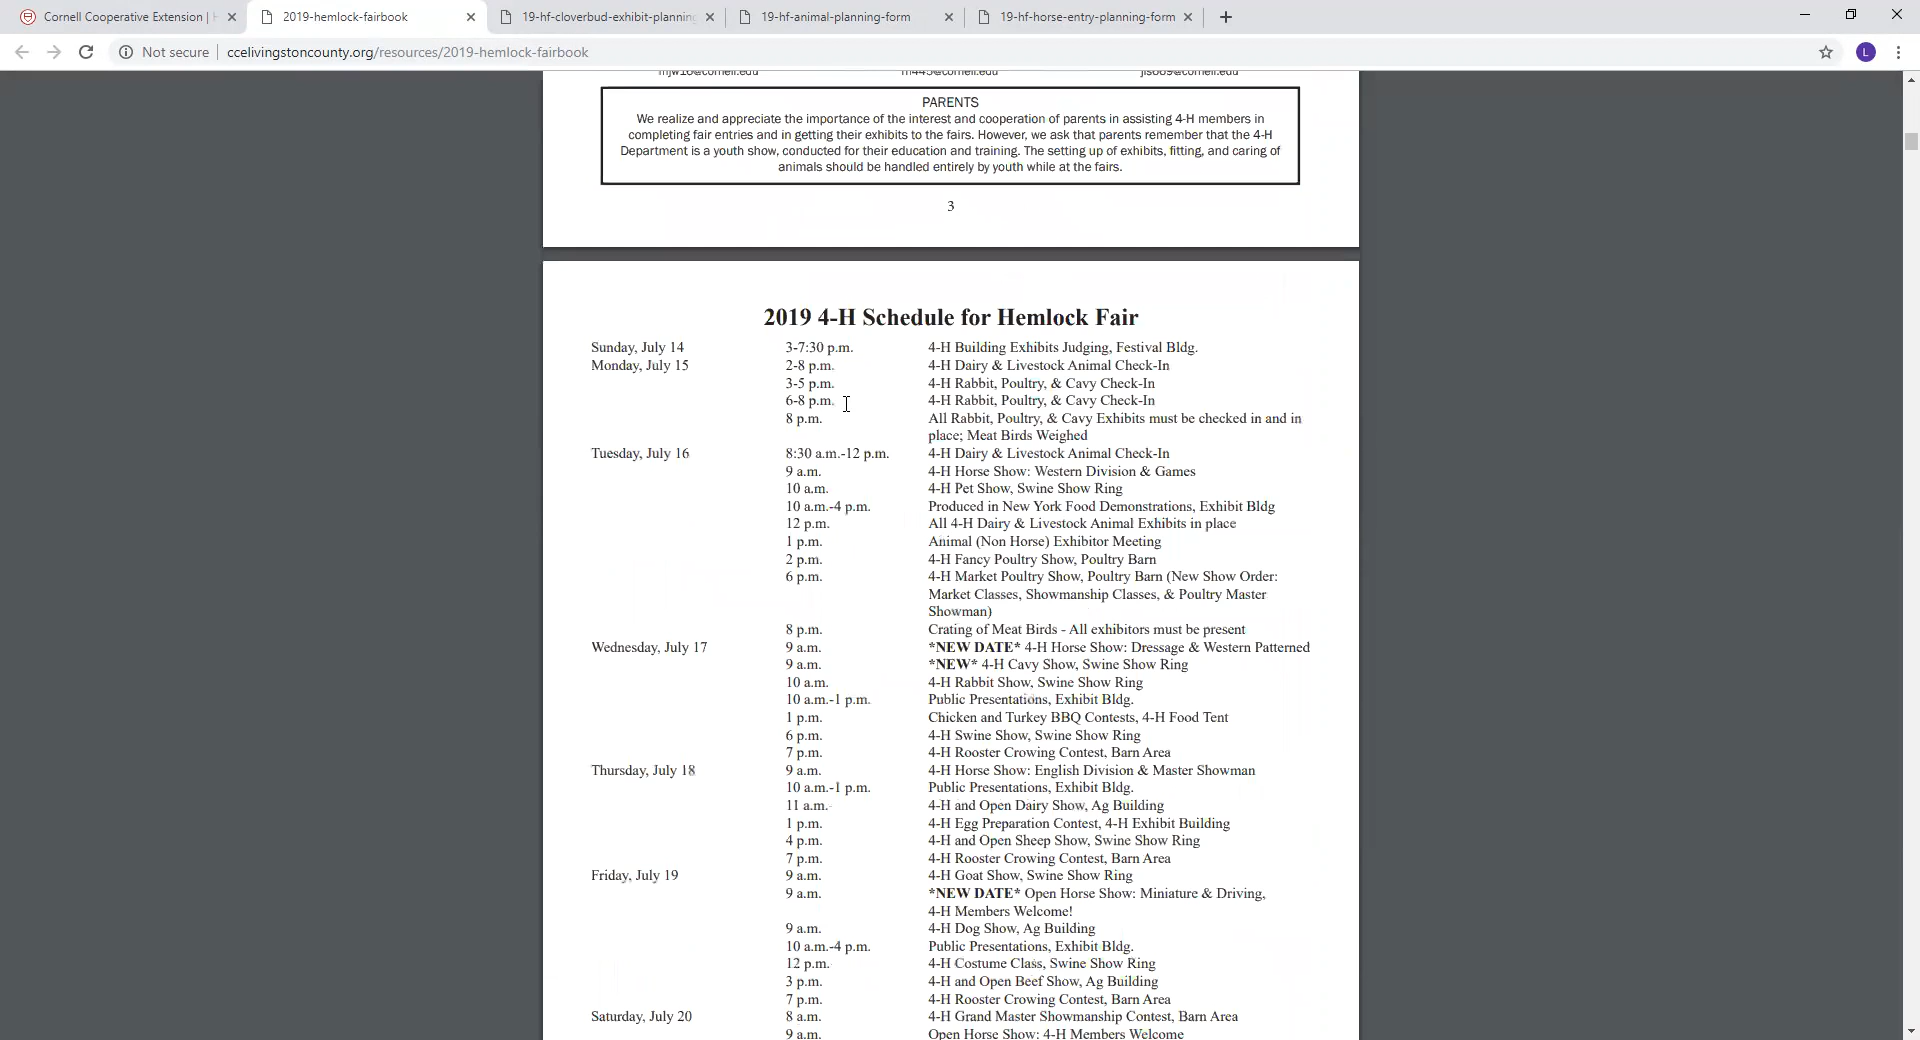 Cornell Cooperative Extension |
2019-hemlock-fairbook
19-hf-cloverbud-exhibit-planning
19-hf-animal-planning-form
19-hf-horse-entry-planning-form
Not secure | ccelivingstoncounty.org/resources/2019-hemlock-fairbook L
PARENTS
We realize and appreciate the importance of the interest and cooperation of parents in assisting 4-H members in
completing fair entries and in getting their exhibits to the fairs. However, we ask that parents remember that the 4-H
Department is a youth show, conducted for their education and training. The setting up of exhibits, fitting, and caring of
animals should be handled entirely by youth while at the fairs.
3
2019 4-H Schedule for Hemlock Fair
Sunday, July 14 3-7:30 p.m. 4-H Building Exhibits Judging, Festival Bldg.
Monday, July 15 2-8 p.m. 4-H Dairy & Livestock Animal Check-In
3-5 p.m. 4-H Rabbit, Poultry, & Cavy Check-In
6-8 p.m. 4-H Rabbit, Poultry, & Cavy Check-In
8 p.m. All Rabbit, Poultry, & Cavy Exhibits must be checked in and in
place; Meat Birds Weighed
Tuesday, July 16 8:30 a.m.-12 p.m. 4-H Dairy & Livestock Animal Check-In
9 a.m. 4-H Horse Show: Western Division & Games
10 a.m. 4-H Pet Show, Swine Show Ring
10 a.m.-4 p.m. Produced in New York Food Demonstrations, Exhibit Bldg
12 p.m. All 4-H Dairy & Livestock Animal Exhibits in place
1 p.m. Animal (Non Horse) Exhibitor Meeting
2 p.m. 4-H Fancy Poultry Show, Poultry Barn
6 p.m. 4-H Market Poultry Show, Poultry Barn (New Show Order:
Market Classes, Showmanship Classes, & Poultry Master
Showman)
8 p.m. Crating of Meat Birds - All exhibitors must be present
Wednesday, July 17 9 a.m. *NEW DATE* 4-H Horse Show: Dressage & Western Patterned
9 a.m. *NEW* 4-H Cavy Show, Swine Show Ring
10 a.m. 4-H Rabbit Show, Swine Show Ring
10 a.m.-1 p.m. Public Presentations, Exhibit Bldg.
1 p.m. Chicken and Turkey BBQ Contests, 4-H Food Tent
6 p.m. 4-H Swine Show, Swine Show Ring
7 p.m. 4-H Rooster Crowing Contest, Barn Area
Thursday, July 18 9 a.m. 4-H Horse Show: English Division & Master Showman
10 a.m.-1 p.m. Public Presentations, Exhibit Bldg.
11 a.m. 4-H and Open Dairy Show, Ag Building
1 p.m. 4-H Egg Preparation Contest, 4-H Exhibit Building
4 p.m. 4-H and Open Sheep Show, Swine Show Ring
7 p.m. 4-H Rooster Crowing Contest, Barn Area
Friday, July 19 9 a.m. 4-H Goat Show, Swine Show Ring
9 a.m. *NEW DATE* Open Horse Show: Miniature & Driving,
4-H Members Welcome!
9 a.m. 4-H Dog Show, Ag Building
10 a.m.-4 p.m. Public Presentations, Exhibit Bldg.
12 p.m. 4-H Costume Class, Swine Show Ring
3 p.m. 4-H and Open Beef Show, Ag Building
7 p.m. 4-H Rooster Crowing Contest, Barn Area
Saturday, July 20 8 a.m. 4-H Grand Master Showmanship Contest, Barn Area
9 a.m. Open Horse Show: 4-H Members Welcome